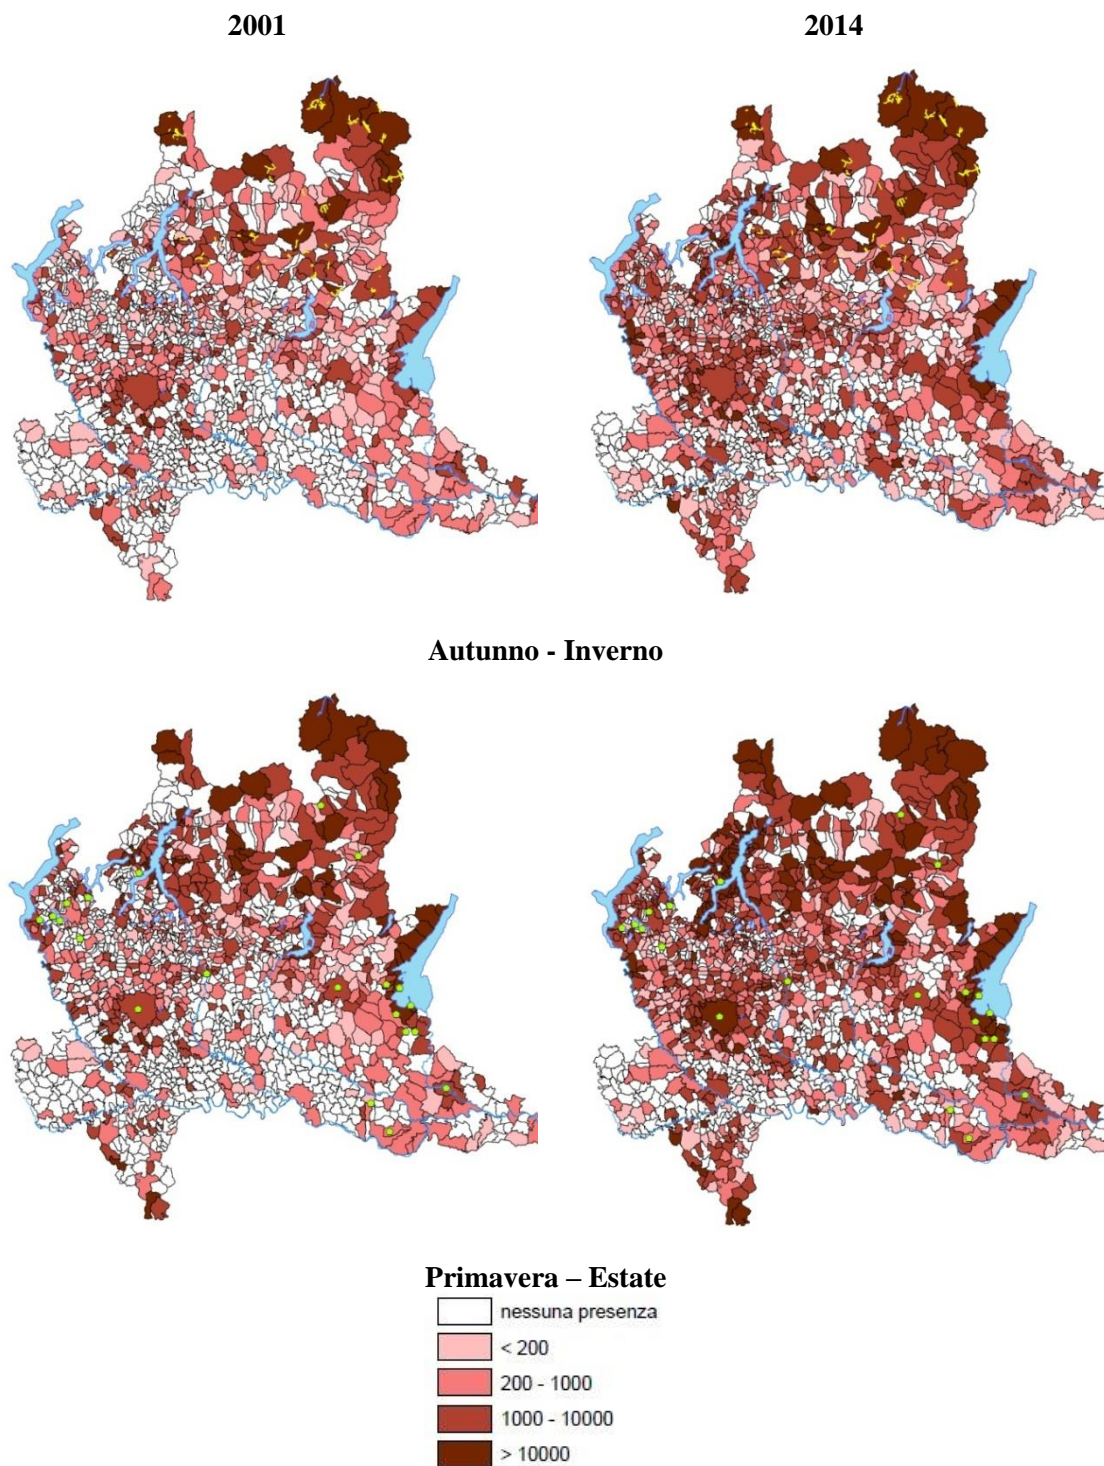 2001
2014
Autunno - Inverno
Primavera – Estate
nessuna presenza
< 200
200 - 1000
1000 - 10000
> 10000